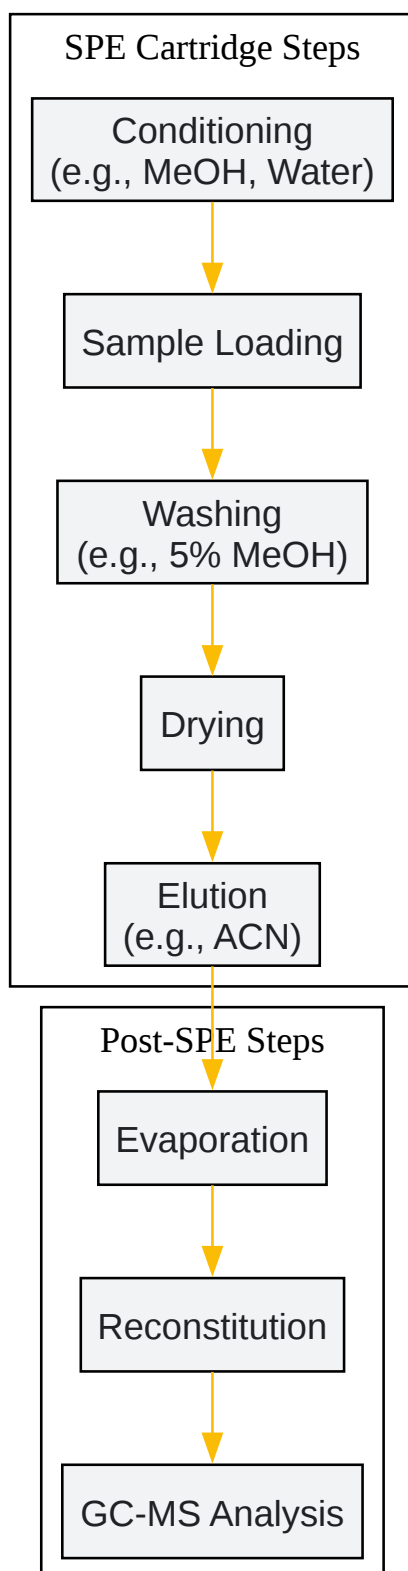 SPE Cartridge Steps
Conditioning
(e.g., MeOH, Water)
Sample Loading
Washing
(e.g., 5% MeOH)
Drying
Elution
(e.g., ACN)
Post-SPE Steps
Evaporation
Reconstitution
GC-MS Analysis